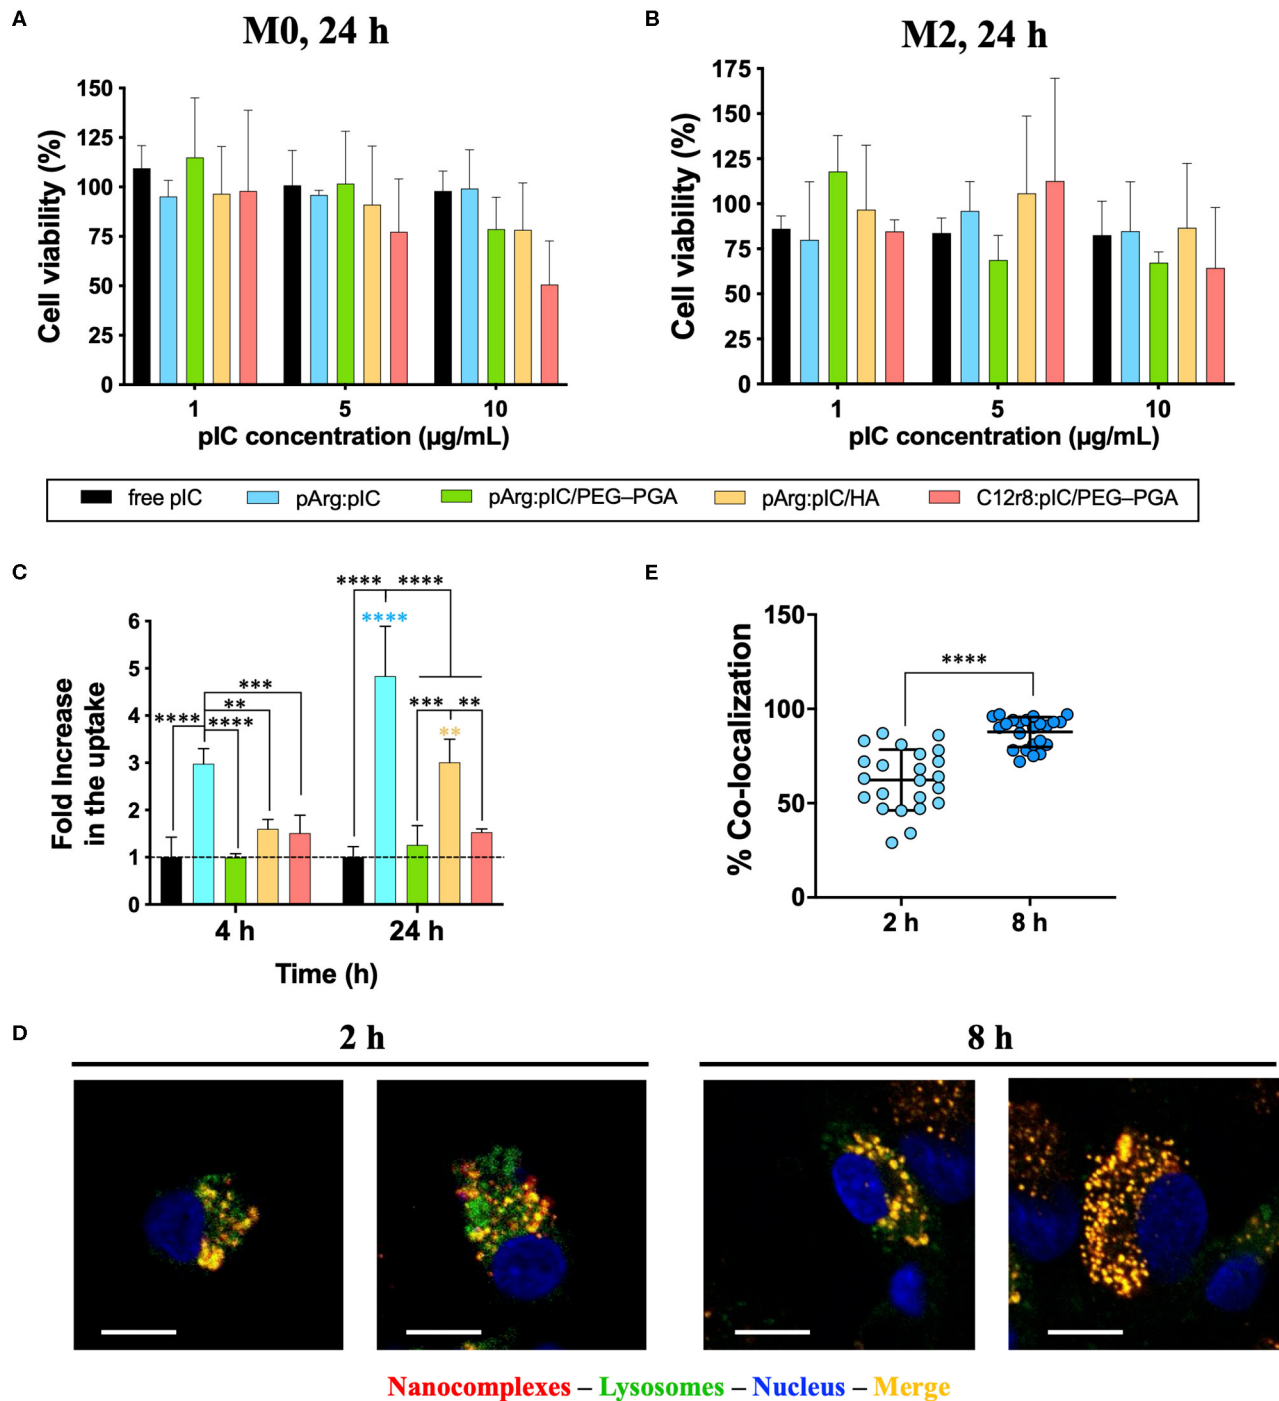 A
M0, 24 h
Cell viability (%)
150
125
100
75
50
25
0
1 5 10
pIC concentration (µg/mL)
B
M2, 24 h
Cell viability (%)
175
150
125
100
75
50
25
0
1 5 10
pIC concentration (µg/mL)
free pIC pArg:pIC pArg:pIC/PEG–PGA pArg:pIC/HA C12r8:pIC/PEG–PGA
C
Fold Increase
in the uptake
6
5
4
3
2
1
0
**** **** *** **
**** ****
****
*** **
**
4 h 24 h
Time (h)
E
% Co-localization
150
100
50
0
****
2 h 8 h
D
2 h 8 h
Nanocomplexes – Lysosomes – Nucleus – Merge